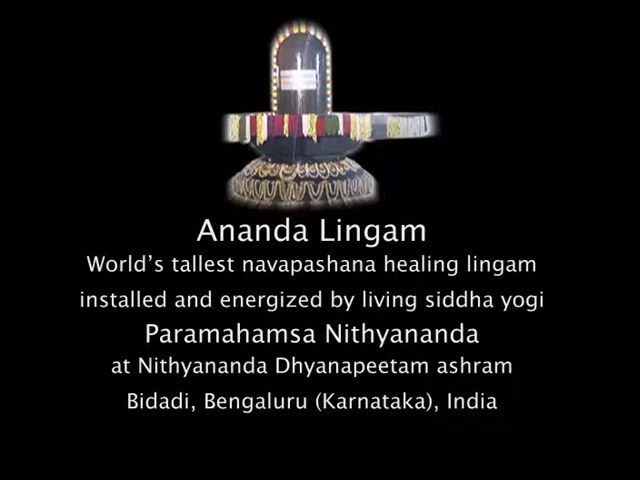 Ananda Lingam
World's tallest navapashana healing lingam
installed and energized by living siddha yogi
Paramahamsa Nithyananda
at Nithyananda Dhyanapeetam ashram
Bidadi, Bengaluru (Karnataka), India